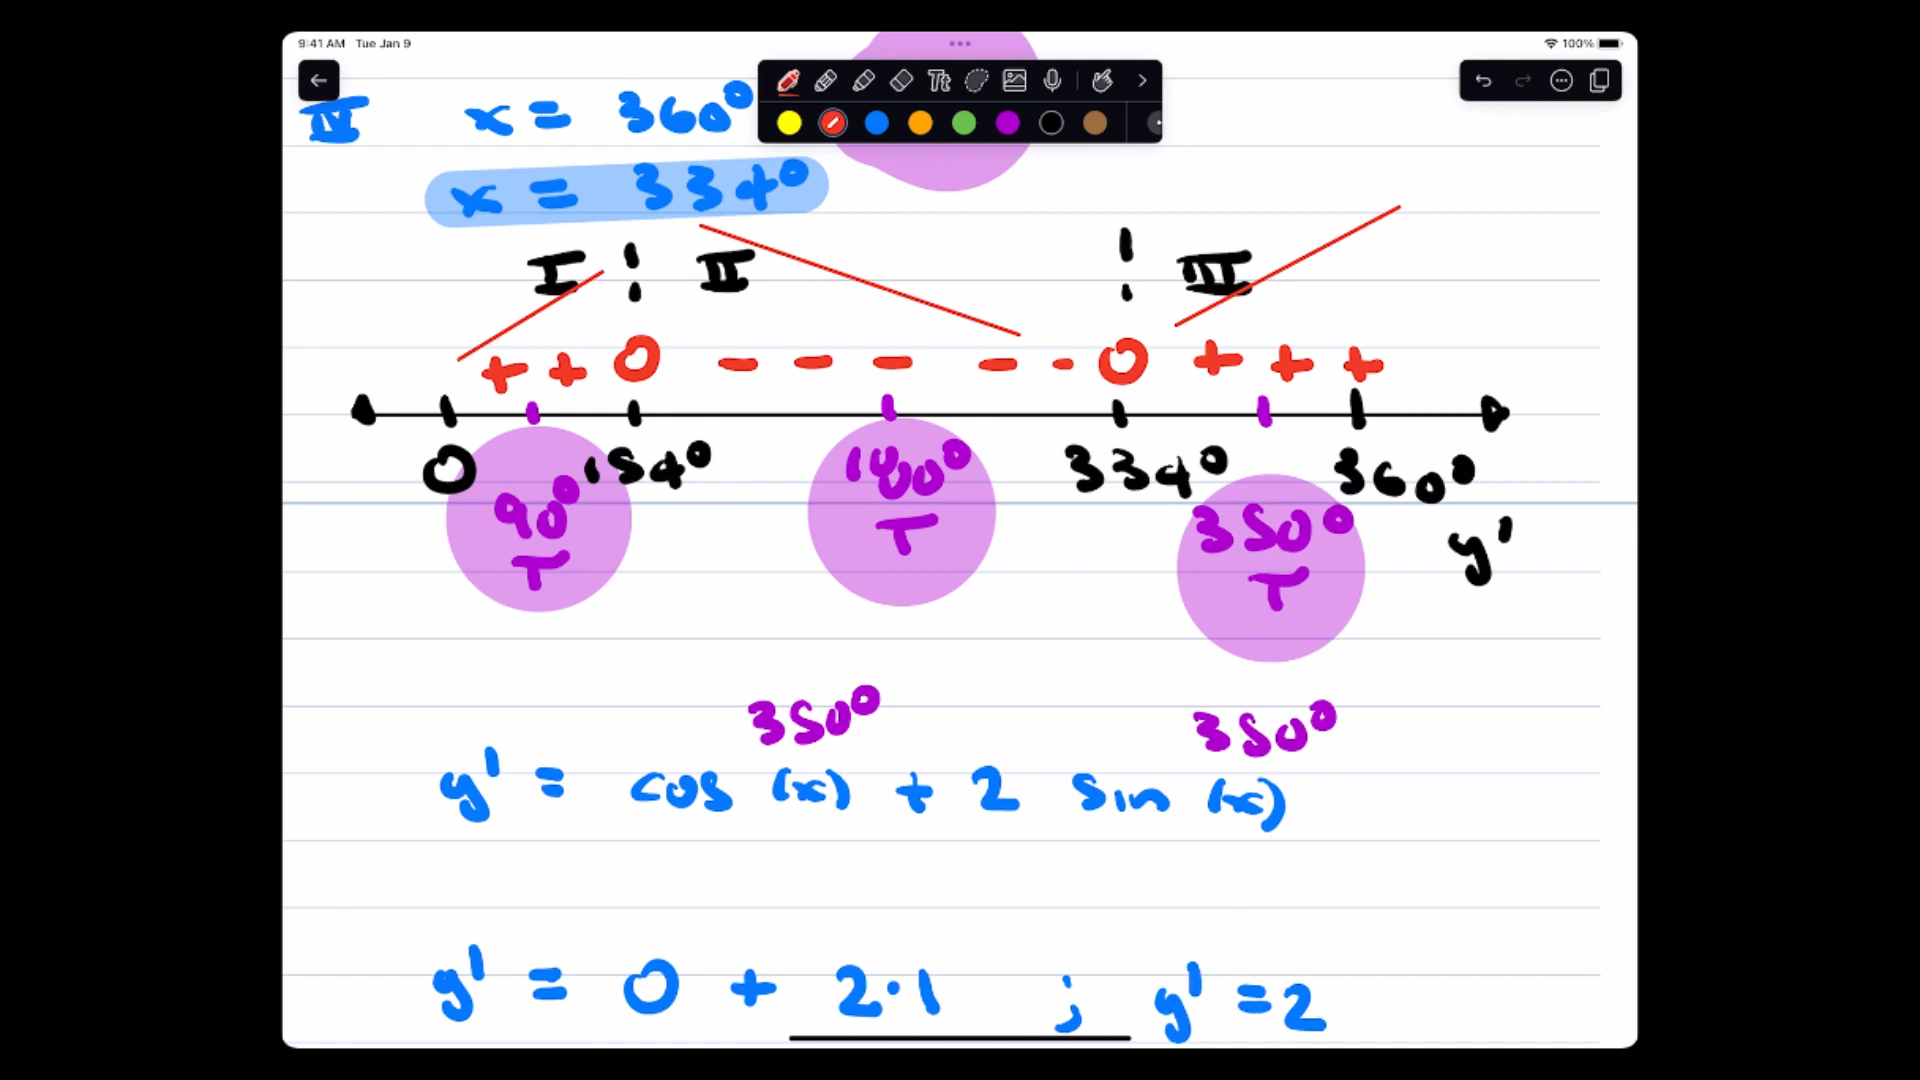 9:41 AM Tue Jan 9
100%
Tt
IV x = 360°
x = 334°
I II III
+ + 0 - - - - - 0 + + +
0 154° 180° 334° 360°
90° T T 350° T y'
350° 350°
y' = cos (x) + 2 sin (x)
y' = 0 + 2·1 ; y' = 2